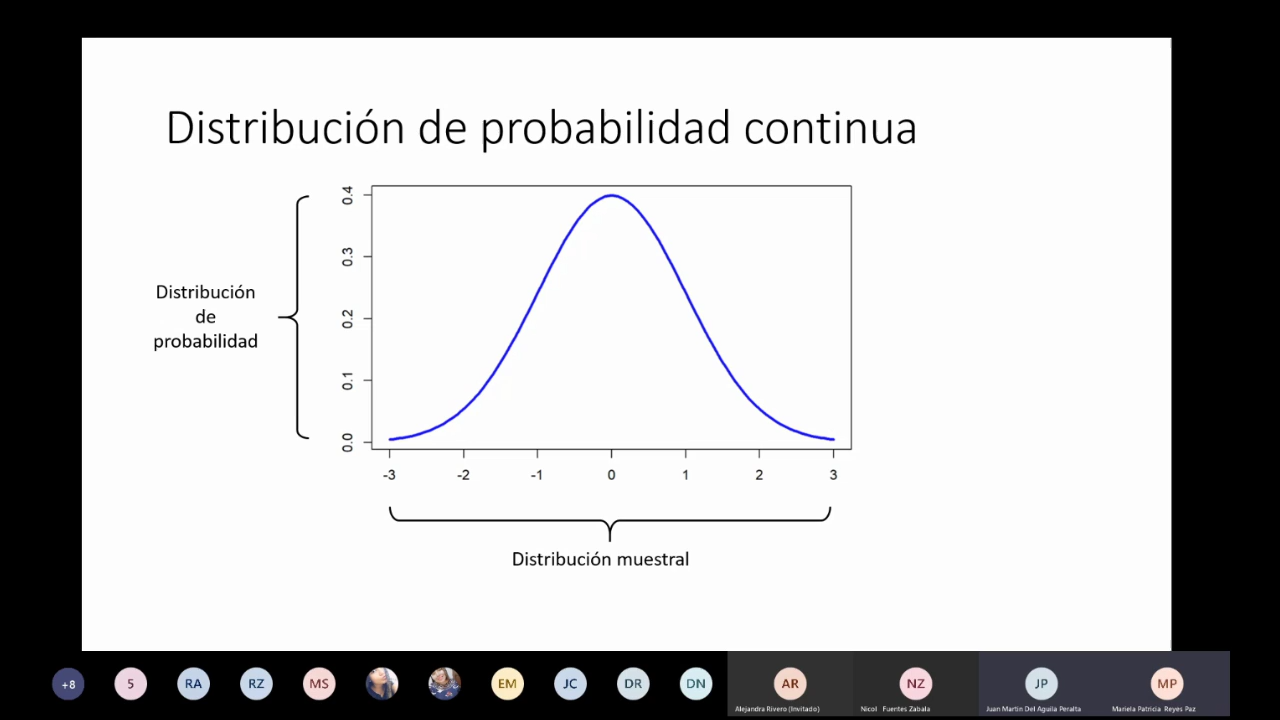 Distribución de probabilidad continua
Distribución
de
probabilidad
0.4
0.3
0.2
0.1
0.0
-3 -2 -1 0 1 2 3
Distribución muestral
+8 5 RA RZ MS EM JC DR DN AR NZ JP MP
Alejandra Rivero (Invitado) Nicol Fuentes Zabala Juan Martin Del Aguila Peralta Mariela Patricia Reyes Paz